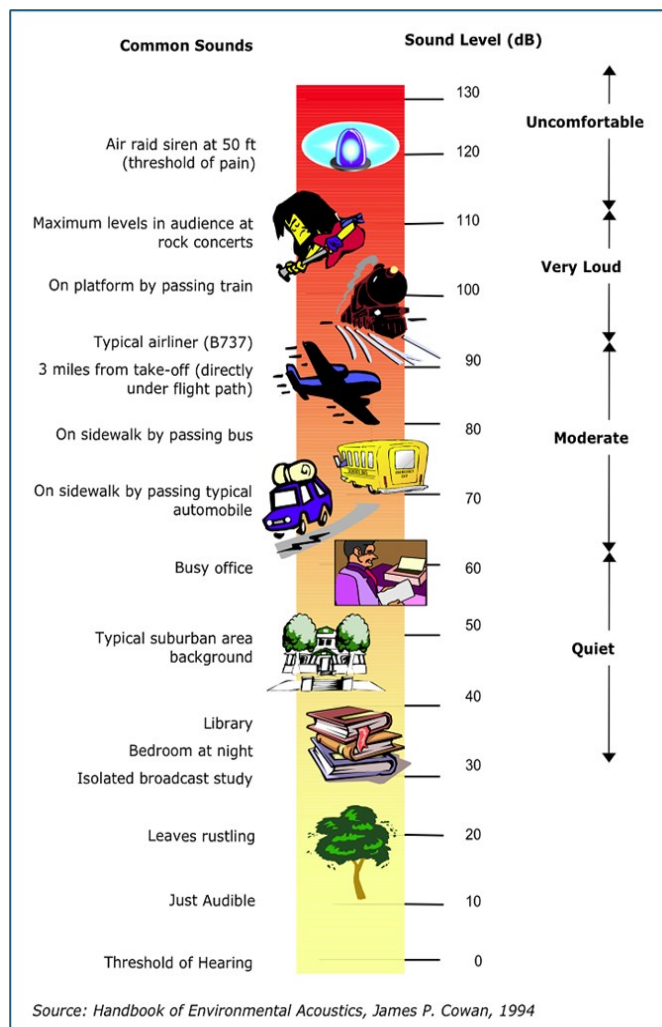 Common Sounds
Sound Level (dB)
130
Uncomfortable
Air raid siren at 50 ft
(threshold of pain)
120
Maximum levels in audience at
rock concerts
110
Very Loud
On platform by passing train
100
Typical airliner (B737)
3 miles from take-off (directly
under flight path)
90
On sidewalk by passing bus
80
Moderate
On sidewalk by passing typical
automobile
70
Busy office
60
Typical suburban area
background
50
Quiet
40
Library
Bedroom at night
30
Isolated broadcast study
Leaves rustling
20
Just Audible
10
Threshold of Hearing
0
Source: Handbook of Environmental Acoustics, James P. Cowan, 1994